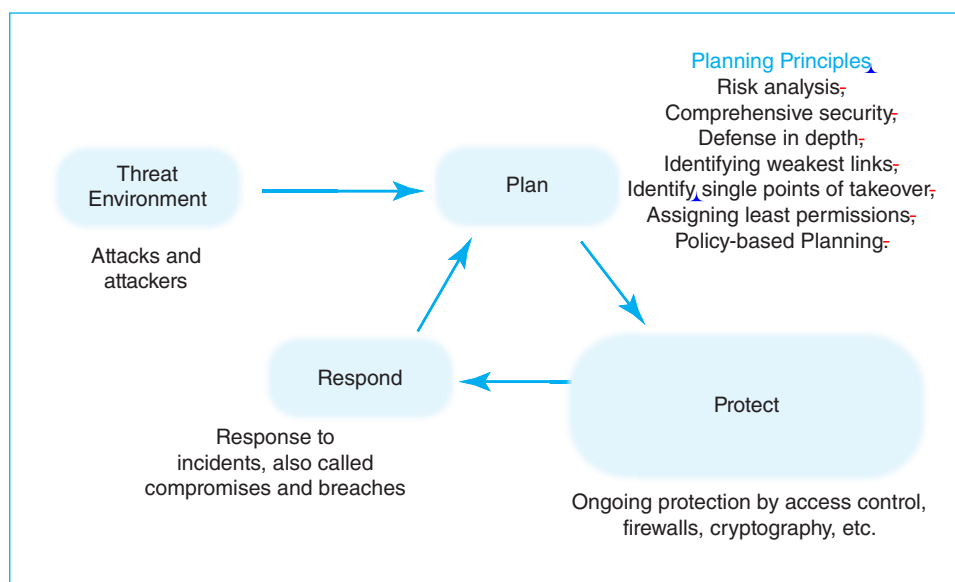 Planning Principles
Risk analysis,
Comprehensive security,
Defense in depth,
Identifying weakest links,
Identify single points of takeover,
Assigning least permissions,
Policy-based Planning.
Threat
Environment
Attacks and
attackers
Plan
Respond
Response to
incidents, also called
compromises and breaches
Protect
Ongoing protection by access control,
firewalls, cryptography, etc.